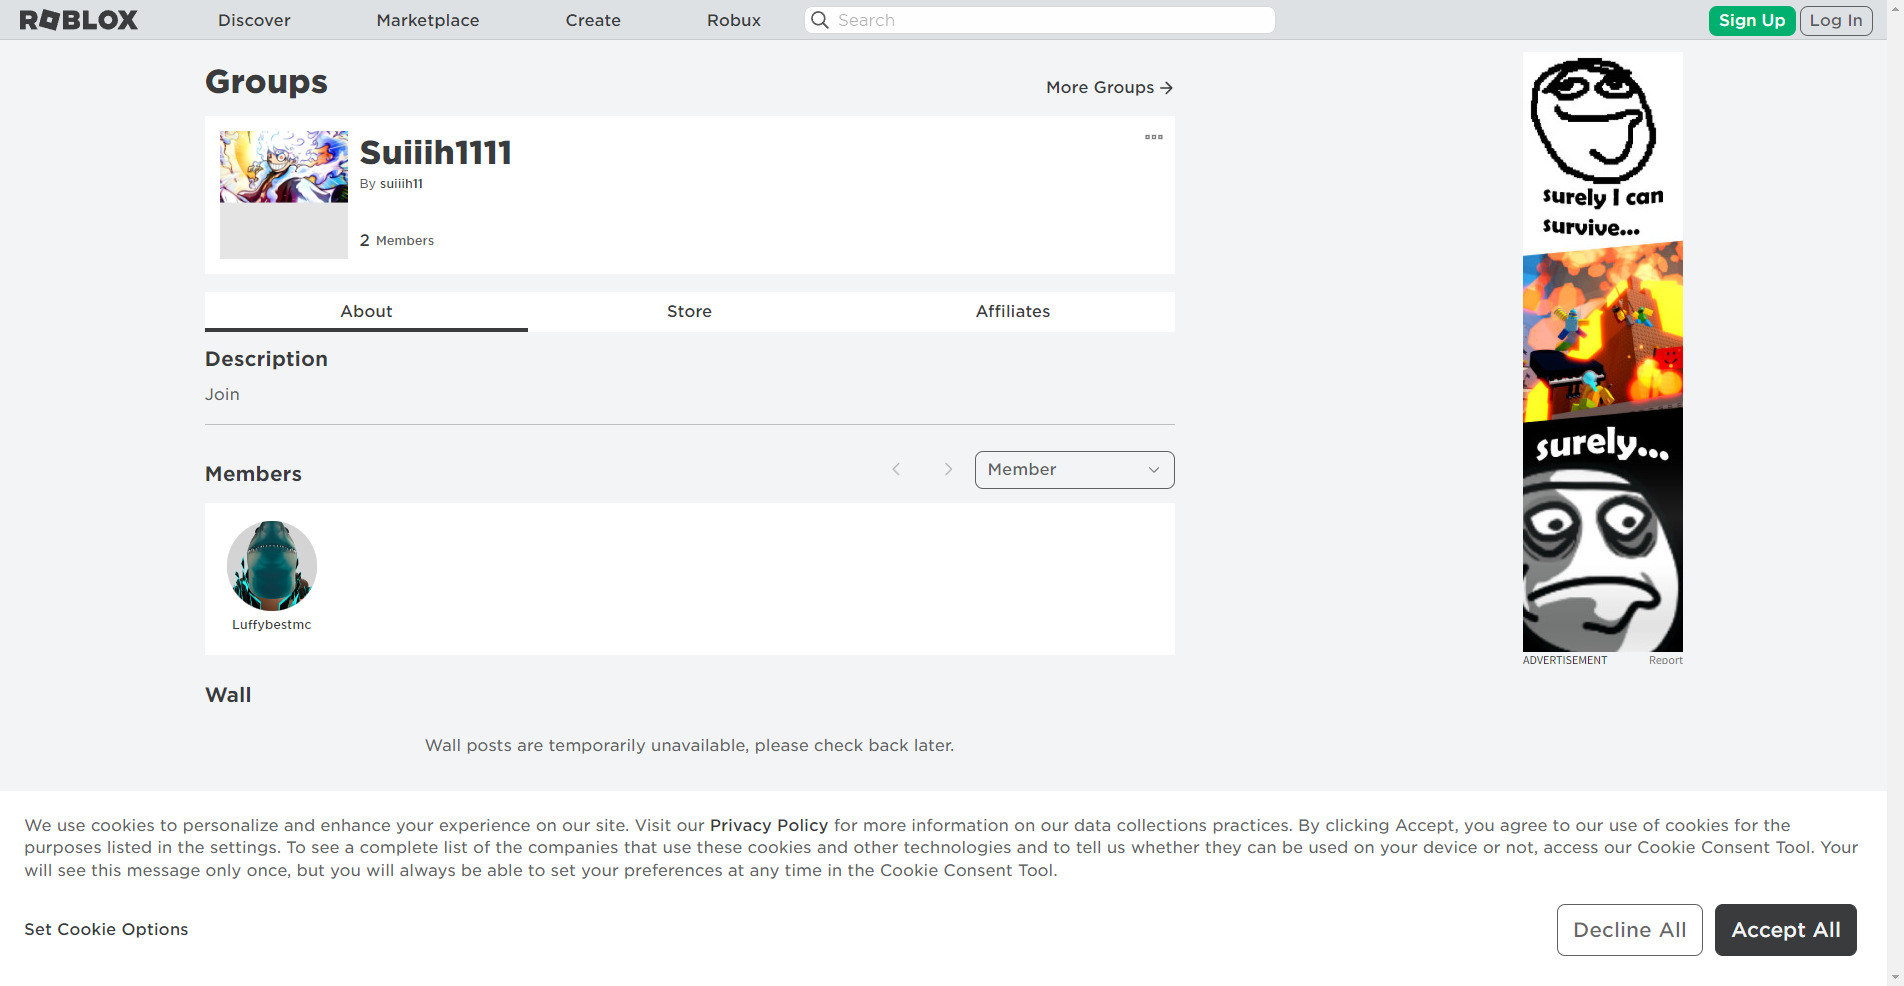 ROBLOX
Discover
Marketplace
Create
Robux
Search
Sign Up
Log In
Groups
More Groups
Suiiih1111
By suiiih11
2 Members
About
Store
Affiliates
Description
Join
Members
Member
Luffybestmc
Wall
Wall posts are temporarily unavailable, please check back later.
surely I can
survive...
surely...
ADVERTISEMENT
Report
We use cookies to personalize and enhance your experience on our site. Visit our Privacy Policy for more information on our data collections practices. By clicking Accept, you agree to our use of cookies for the
purposes listed in the settings. To see a complete list of the companies that use these cookies and other technologies and to tell us whether they can be used on your device or not, access our Cookie Consent Tool. Your
will see this message only once, but you will always be able to set your preferences at any time in the Cookie Consent Tool.
Set Cookie Options
Decline All
Accept All